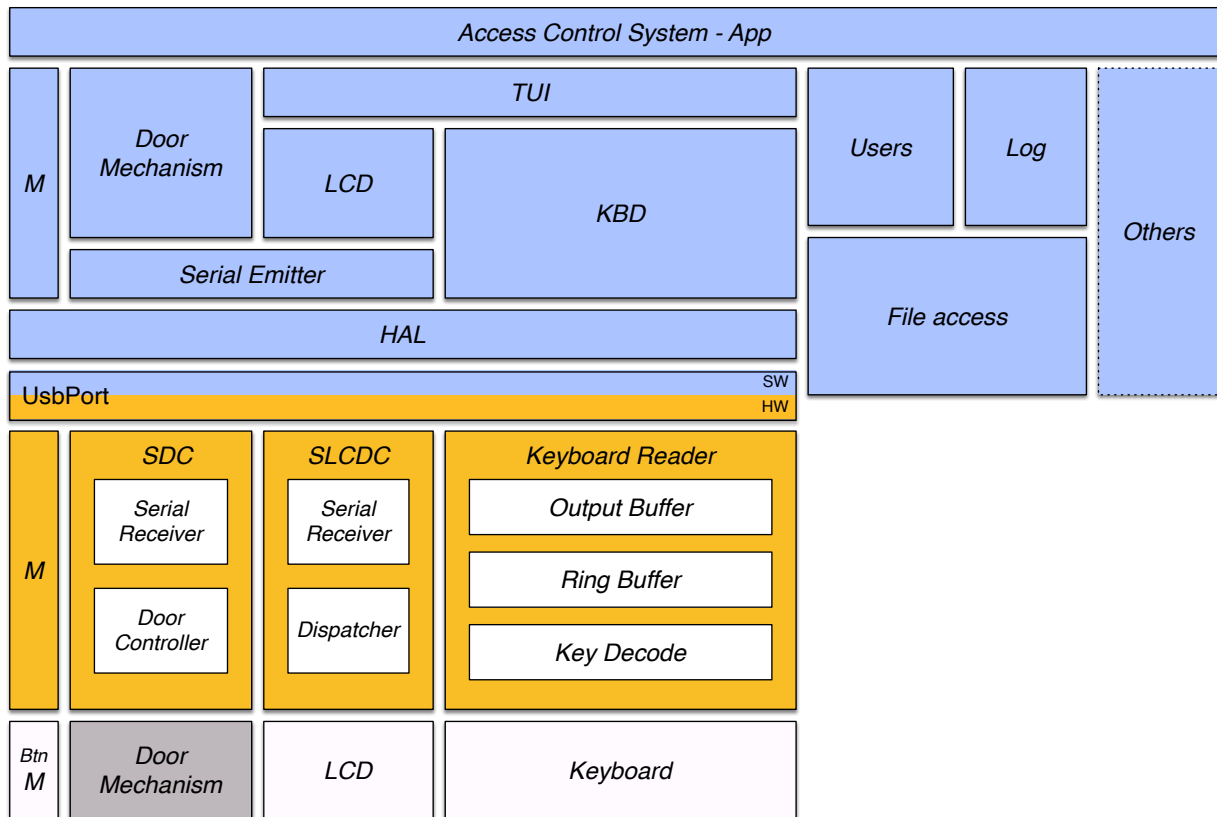 Access Control System - App
M
Door
Mechanism
TUI
LCD
KBD
Users
Log
Others
Serial Emitter
File access
HAL
UsbPort
SW
HW
M
SDC
Serial
Receiver
Door
Controller
SLCDC
Serial
Receiver
Dispatcher
Keyboard Reader
Output Buffer
Ring Buffer
Key Decode
Btn
M
Door
Mechanism
LCD
Keyboard